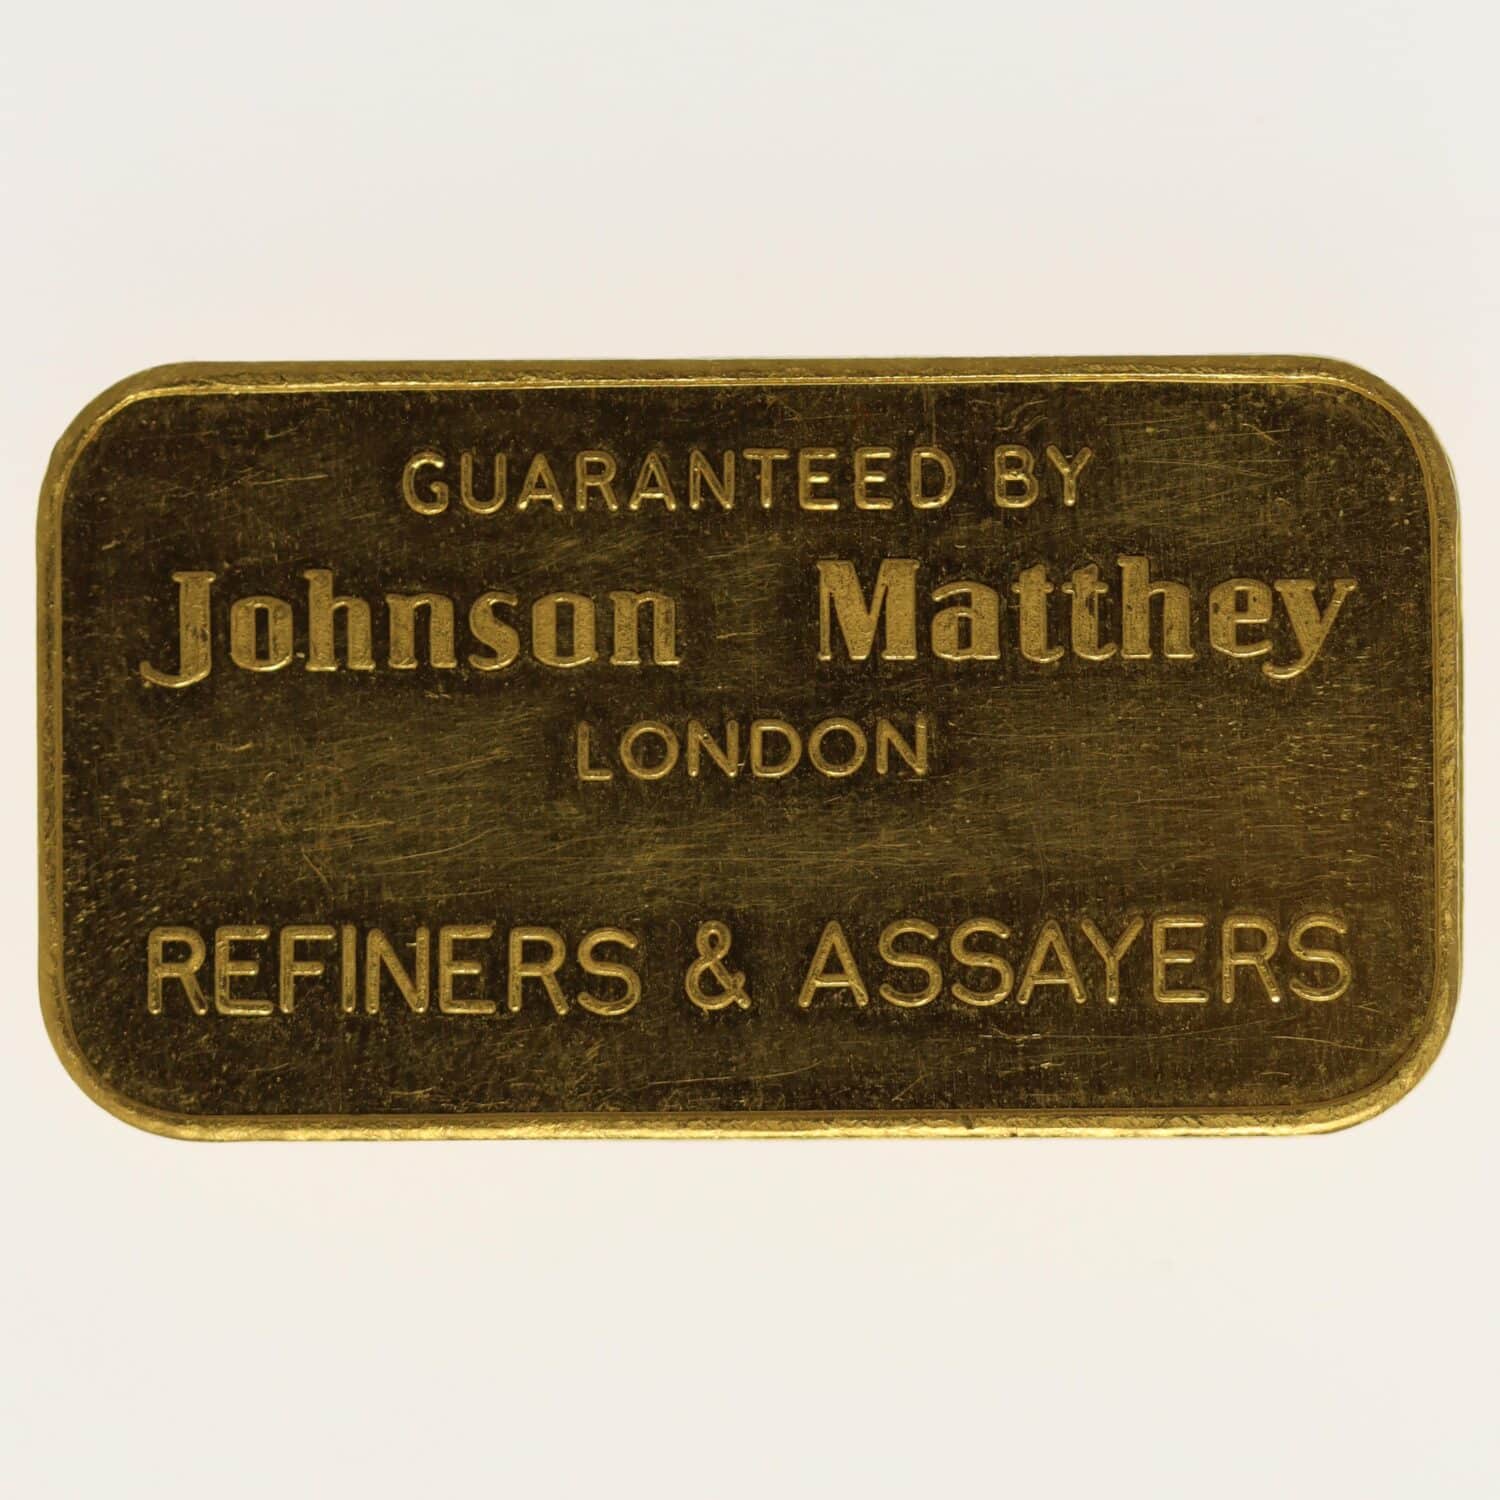 GUARANTEED BY
Johnson Matthey
LONDON
REFINERS & ASSAYERS